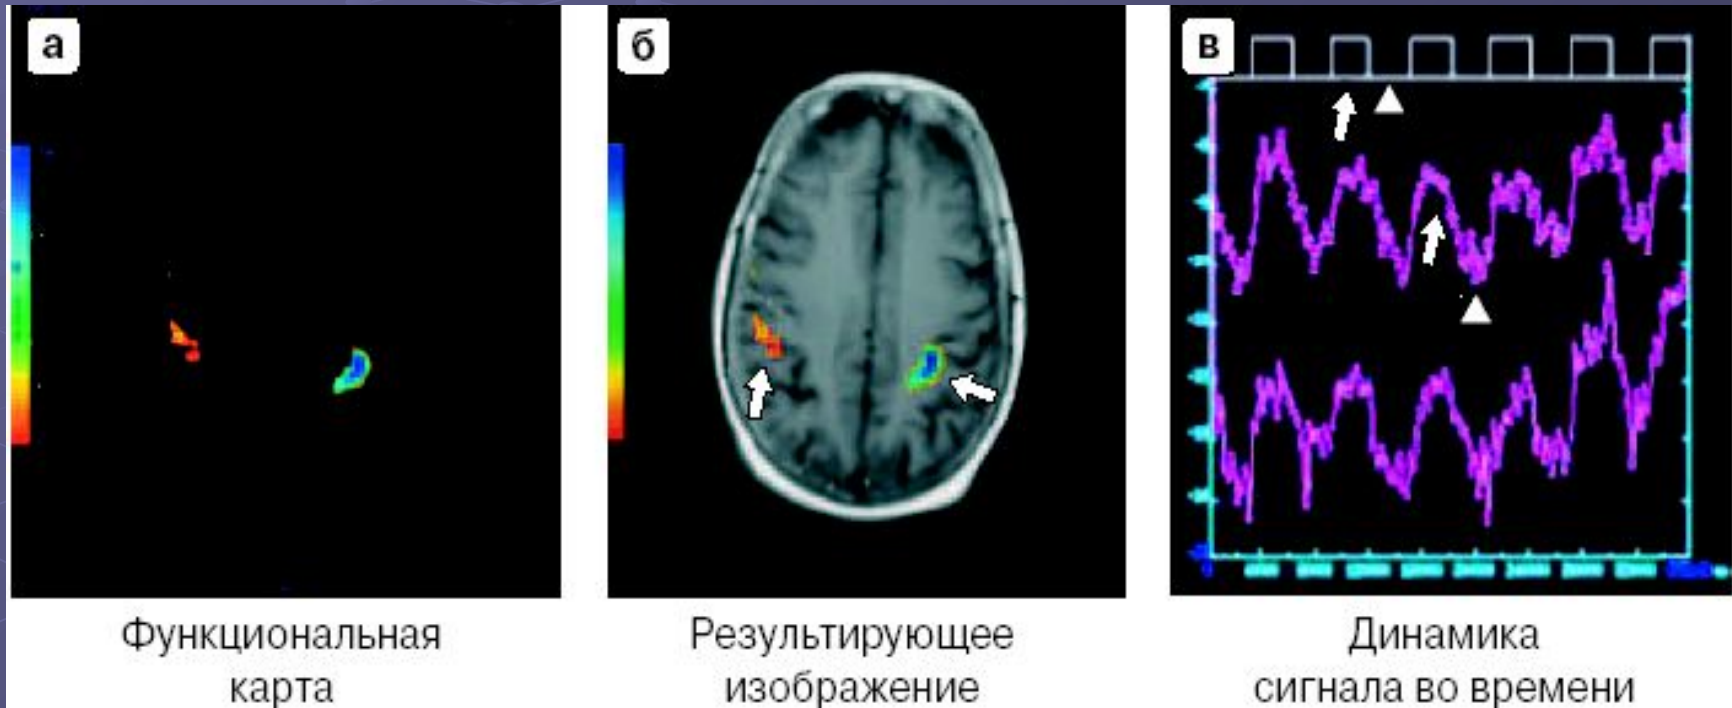 а
б
в
Функциональная
карта
Результирующее
изображение
Динамика
сигнала во времени